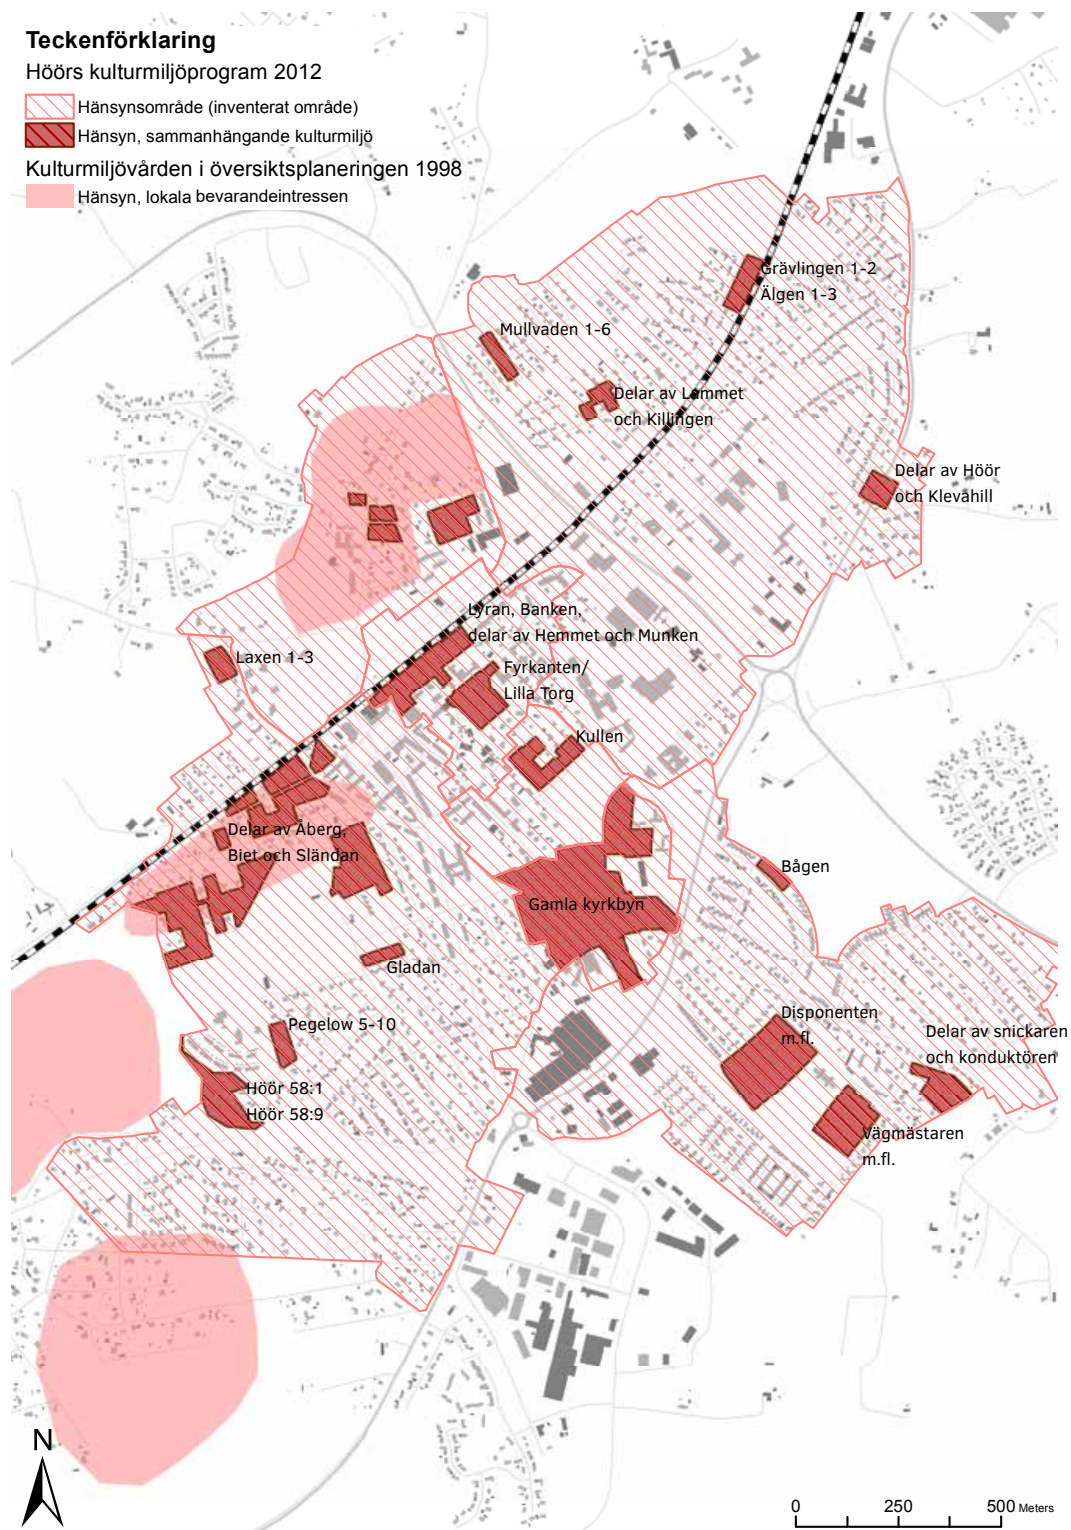 Teckenförklaring
Höörs kulturmiljöprogram 2012
Hänsynsområde (inventerat område)
Hänsyn, sammanhängande kulturmiljö
Kulturmiljövården i översiktsplaneringen 1998
Hänsyn, lokala bevarandeintressen
Grävlingen 1-2
Älgen 1-3
Mullvaden 1-6
Delar av Lammet
och Killingen
Delar av Höör
och Klevahill
Lyran, Banken,
delar av Hemmet och Munken
Laxen 1-3
Fyrkanten/
Lilla Torg
Kullen
Delar av Åberg,
Biet och Sländan
Bågen
Gamla kyrkbyn
Gladan
Pegelow 5-10
Disponenten
m.fl.
Delar av snickaren
och konduktören
Höör 58:1
Höör 58:9
Vägmästaren
m.fl.
N
0 250 500 Meters